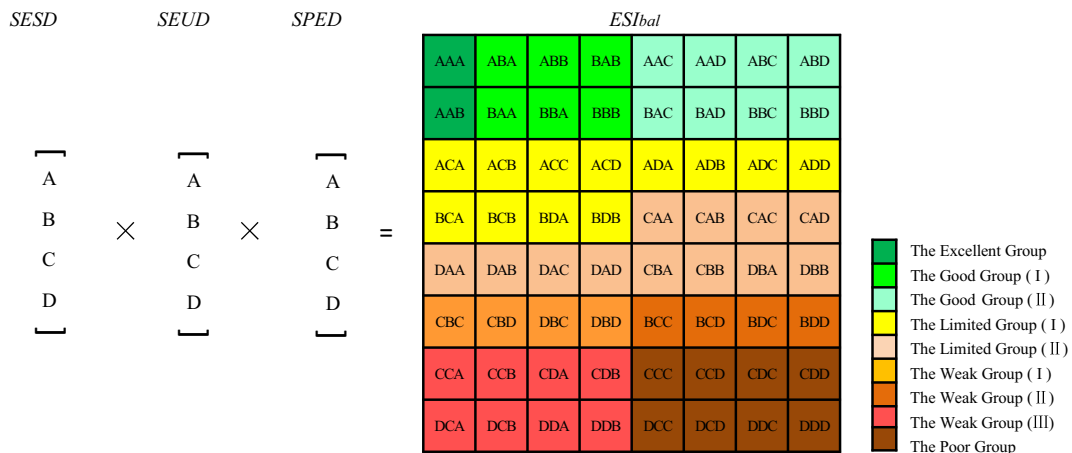 SESD SEUD SPED ESIbal
AAA ABA ABB BAB AAC AAD ABC ABD
AAB BAA BBA BBB BAC BAD BBC BBD
ACA ACB ACC ACD ADA ADB ADC ADD
BCA BCB BDA BDB CAA CAB CAC CAD
DAA DAB DAC DAD CBA CBB DBA DBB
CBC CBD DBC DBD BCC BCD BDC BDD
CCA CCB CDA CDB CCC CCD CDC CDD
DCA DCB DDA DDB DCC DCD DDC DDD
A A A
B B B
× × =
C C C
D D D
The Excellent Group
The Good Group ( Ⅰ )
The Good Group (Ⅱ)
The Limited Group ( Ⅰ )
The Limited Group (Ⅱ)
The Weak Group ( Ⅰ )
The Weak Group (Ⅱ)
The Weak Group (Ⅲ)
The Poor Group